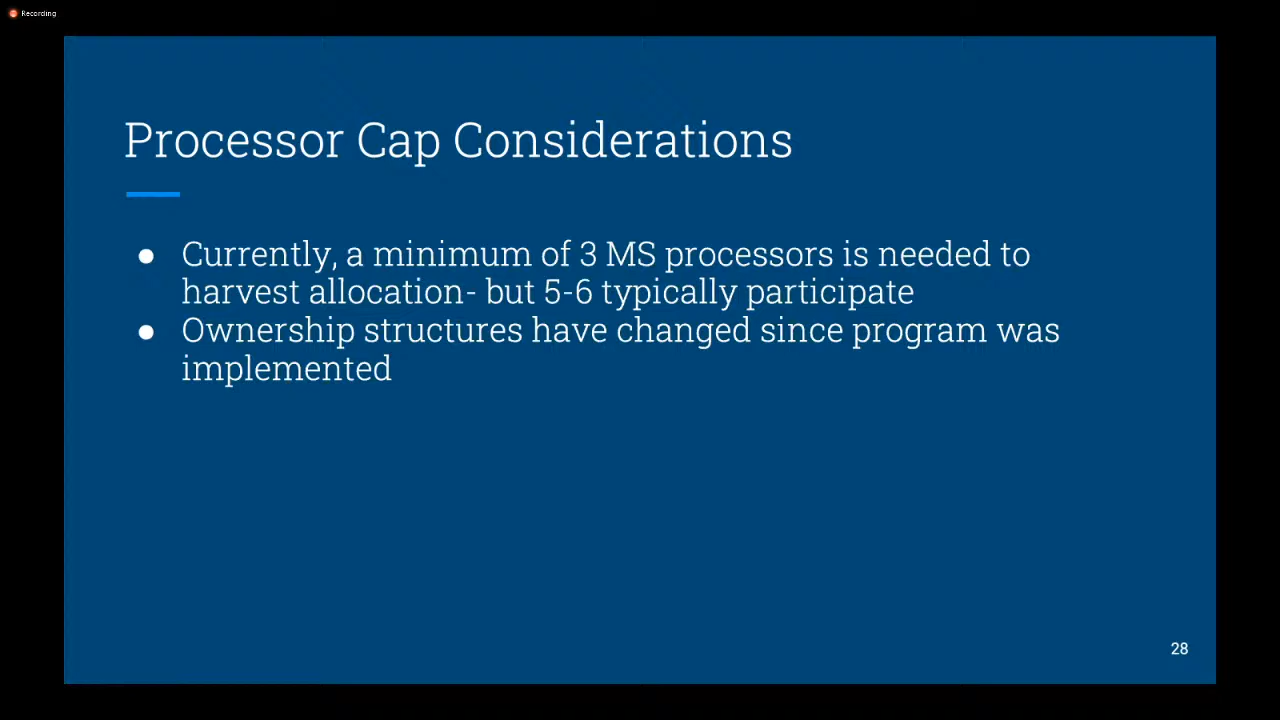 Recording
Processor Cap Considerations
● Currently, a minimum of 3 MS processors is needed to
harvest allocation- but 5-6 typically participate
● Ownership structures have changed since program was
implemented
28